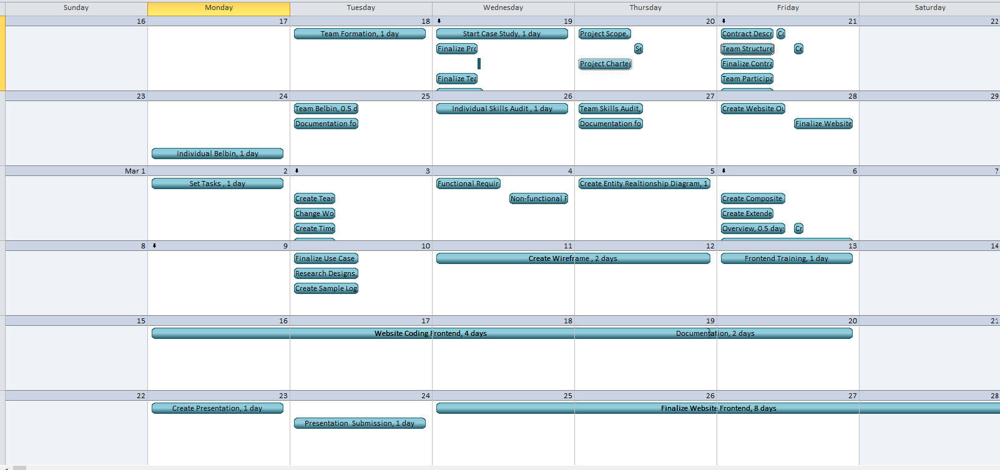 Sunday Monday Tuesday Wednesday Thursday Friday Saturday
16 17 18 19 20 21 22
Team Formation, 1 day Start Case Study, 1 day Project Scope, Contract Descr Co
Finalize Pro Se Team Structure Ce
Project Charte Finalize Contra
Finalize Tea Team Participa
23 24 25 26 27 28 29
Team Belbin, 0.5 d Individual Skills Audit , 1 day Team Skills Audit, Create Website Ou
Documentation fo Documentation fo Finalize Website
Individual Belbin, 1 day
Mar 1 2 3 4 5 6 7
Set Tasks , 1 day Functional Requir Create Entity Realtionship Diagram, 1
Create Tean Non-functional R Create Composite
Change Wo Create Extende
Create Time Overview, 0.5 days Cr
8 9 10 11 12 13 14
Finalize Use Case Create Wireframe , 2 days Frontend Training, 1 day
Research Designs,
Create Sample Log
15 16 17 18 19 20 21
Website Coding Frontend, 4 days Documentation, 2 days
22 23 24 25 26 27 28
Create Presentation, 1 day Finalize Website Frontend, 8 days
Presentation Submission, 1 day